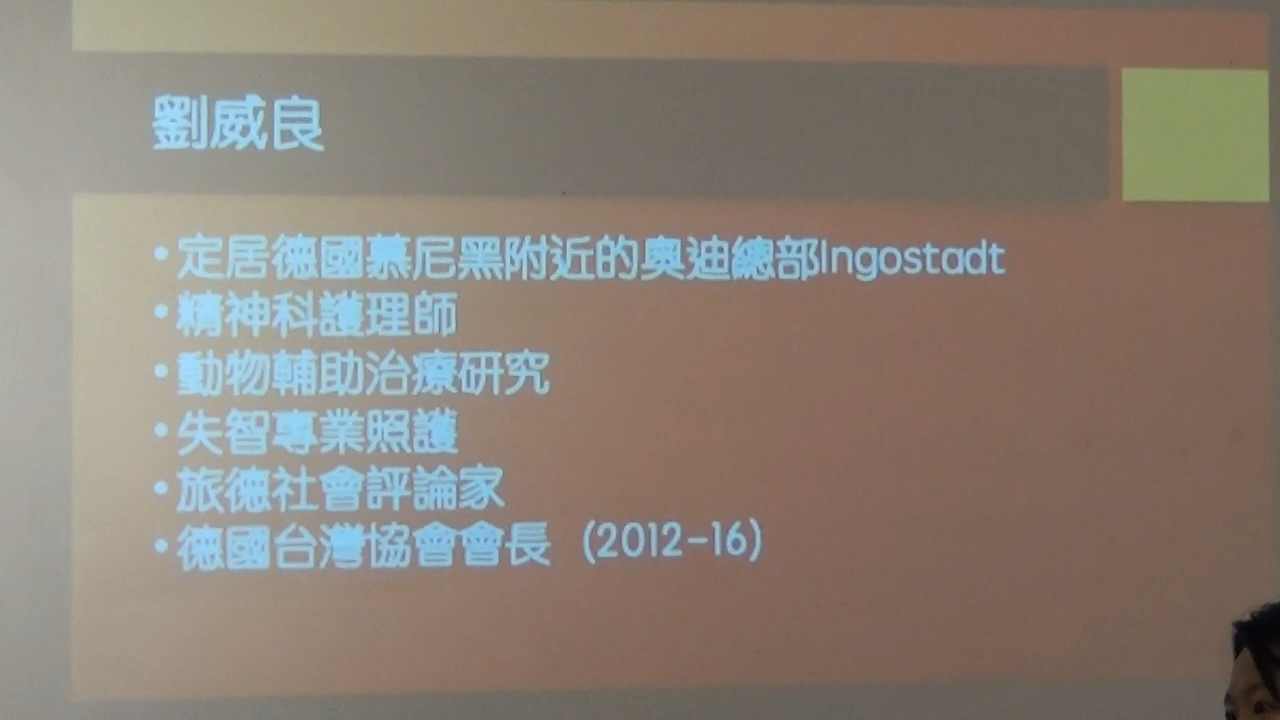 劉威良
•定居德國慕尼黑附近的奧迪總部Ingostadt
•精神科護理師
•動物輔助治療研究
•失智專業照護
•旅德社會評論家
•德國台灣協會會長 (2012-16)